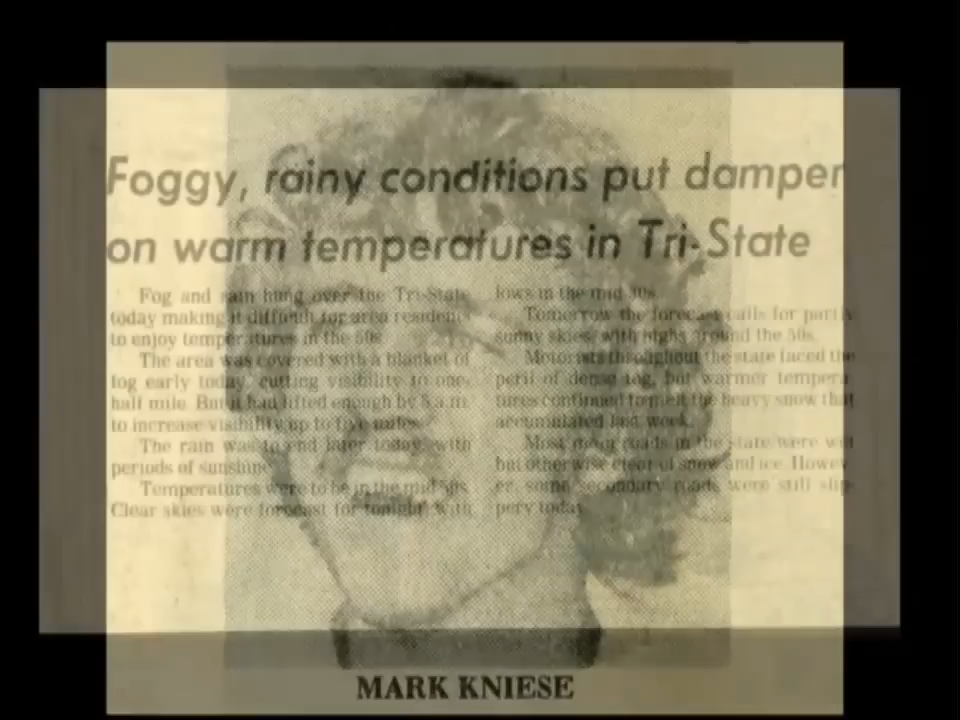 Foggy, rainy conditions put damper
on warm temperatures in Tri-State
Fog and rain hung over the Tri-State
today making it difficult for area residents
to enjoy temperatures in the 50s.
The area was covered with a blanket of
fog early today, cutting visibility to one-
half mile. But it had lifted enough by 8 a.m.
to increase visibility up to five miles.
The rain was to end later today, with
periods of sunshine.
Temperatures were to be in the mid 50s.
Clear skies were forecast for tonight, with
lows in the mid 30s.
Tomorrow the forecast calls for partly
sunny skies, with highs around the 50s.
Motorists throughout the state faced the
peril of dense fog, but warmer tempera-
tures continued to melt the heavy snow that
accumulated last week.
Most main roads in the state were wet
but otherwise clear of snow and ice. Howev-
er, some secondary roads were still slip-
pery today.
MARK KNIESE